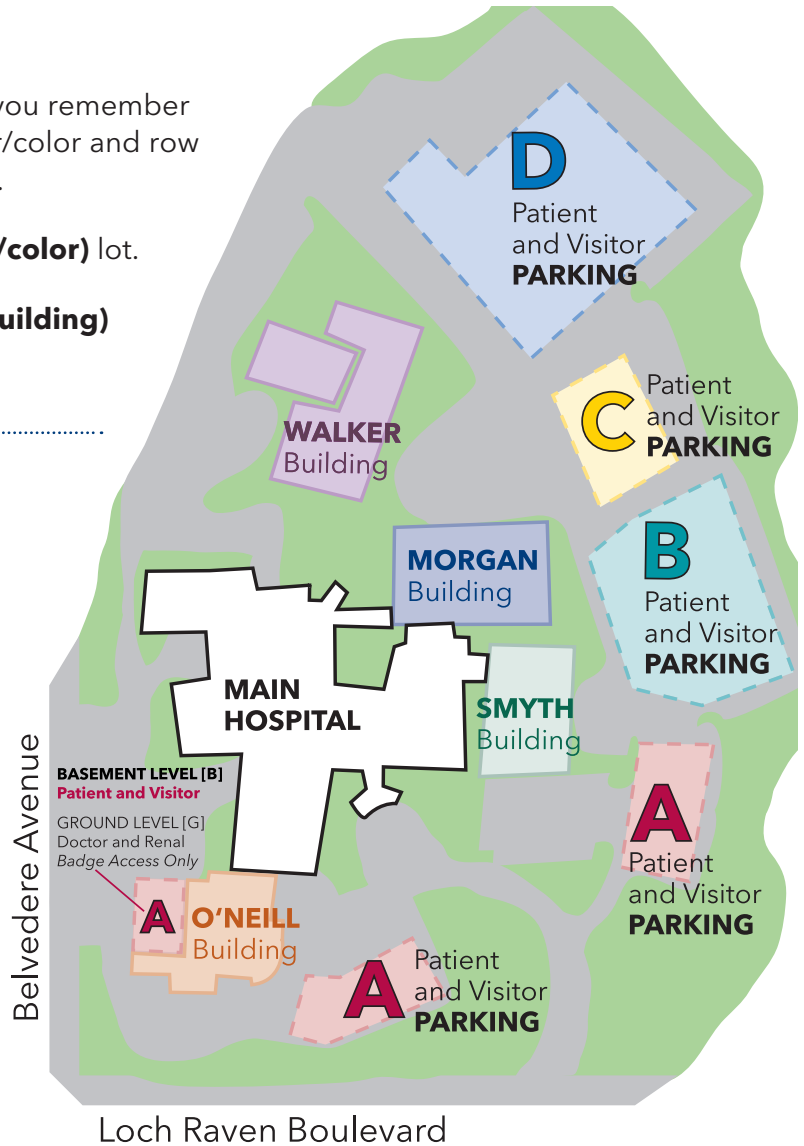 you remember
r/color and row
.
/color) lot.
uilding)
D
Patient
and Visitor
PARKING
C
Patient
and Visitor
PARKING
WALKER
Building
MORGAN
Building
B
Patient
and Visitor
PARKING
MAIN
HOSPITAL
SMYTH
Building
BASEMENT LEVEL [B]
Patient and Visitor
GROUND LEVEL [G]
Doctor and Renal
Badge Access Only
A
O'NEILL
Building
A
Patient
and Visitor
PARKING
A
Patient
and Visitor
PARKING
Belvedere Avenue
Loch Raven Boulevard